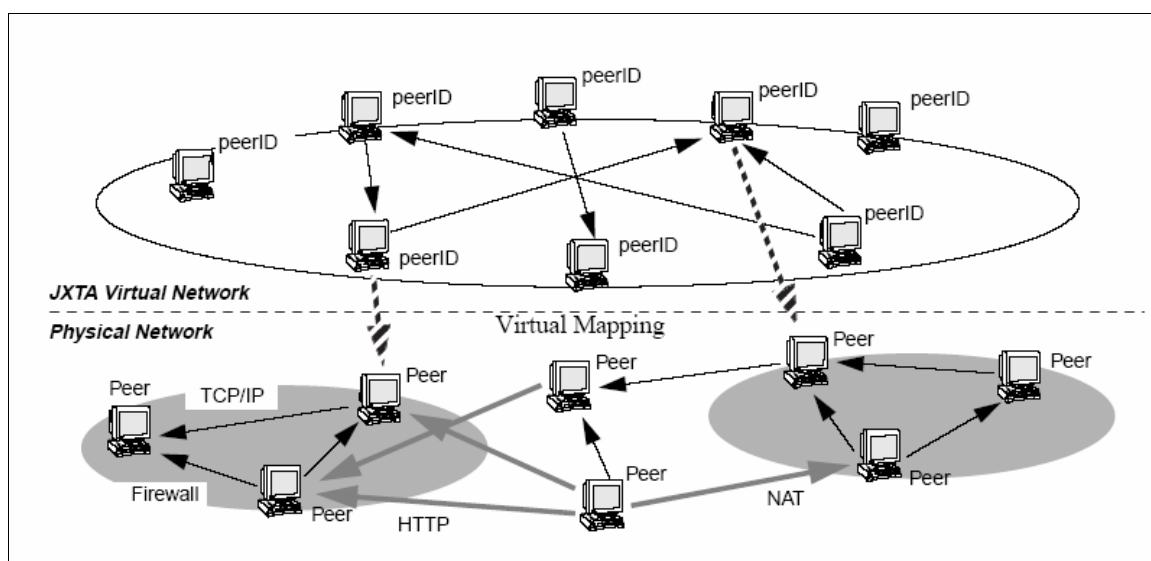 peerID
peerID
peerID
peerID
peerID
peerID
peerID
peerID
JXTA Virtual Network
Physical Network
Virtual Mapping
Peer
Peer
Peer
Peer
Peer
TCP/IP
Peer
Peer
Peer
Firewall
Peer
HTTP
NAT